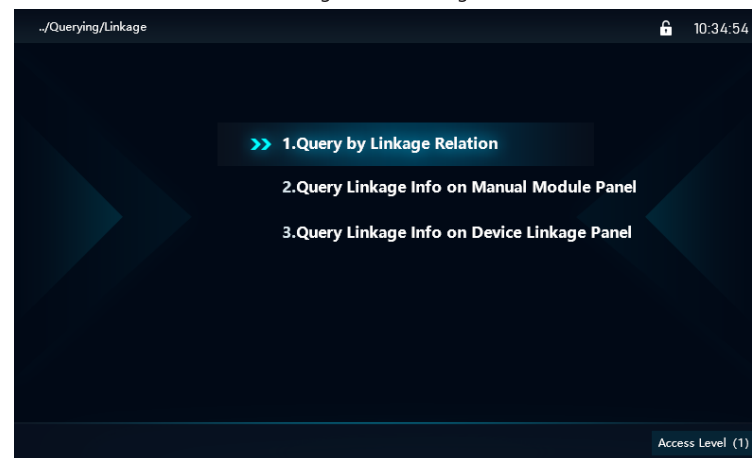 ../Querying/Linkage
10:34:54
1.Query by Linkage Relation
2.Query Linkage Info on Manual Module Panel
3.Query Linkage Info on Device Linkage Panel
Access Level (1)